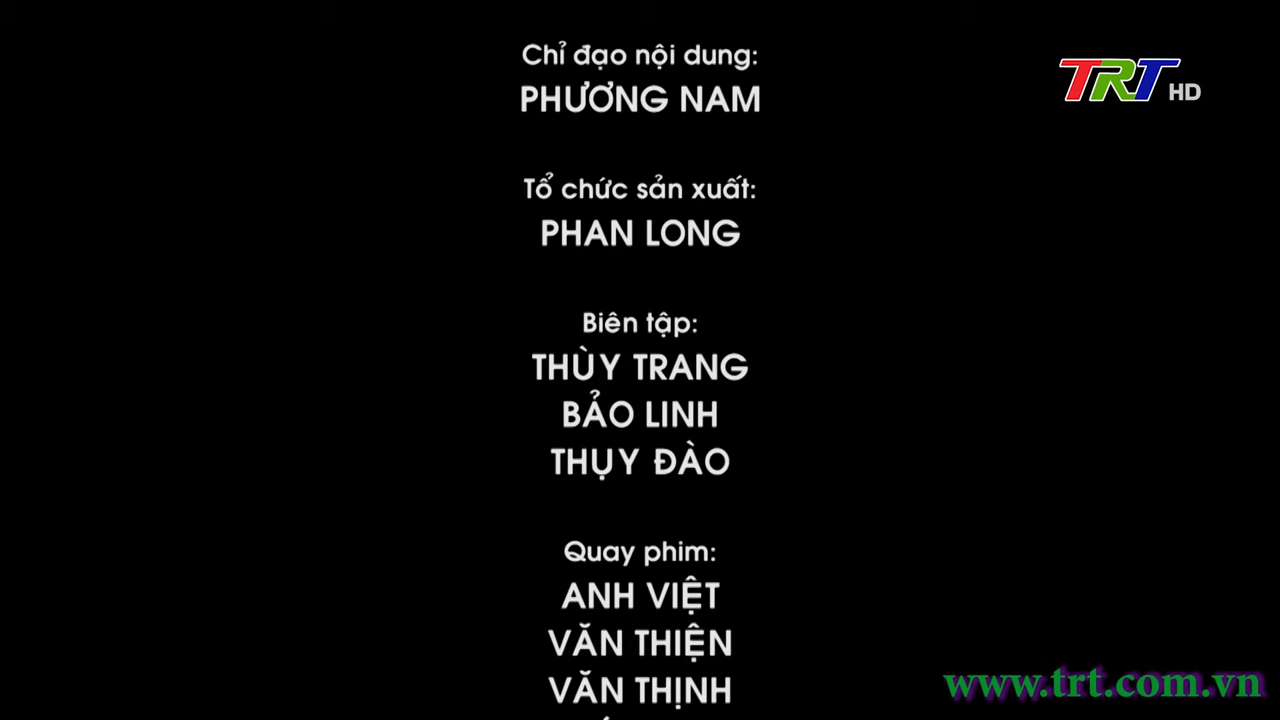 Chỉ đạo nội dung:
PHƯƠNG NAM
TRT HD
Tổ chức sản xuất:
PHAN LONG
Biên tập:
THÙY TRANG
BẢO LINH
THỤY ĐÀO
Quay phim:
ANH VIỆT
VĂN THIỆN
VĂN THỊNH
www.trt.com.vn